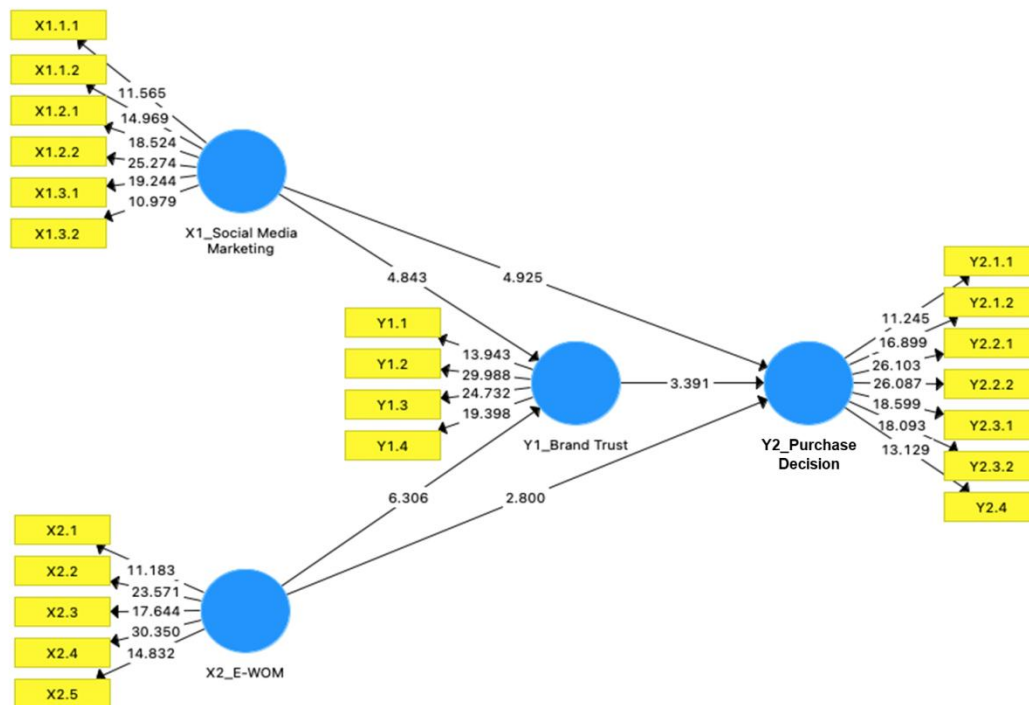 X1.1.1
X1.1.2
X1.2.1
X1.2.2
X1.3.1
X1.3.2
11.565
14.969
18.524
25.274
19.244
10.979
X1_Social Media
Marketing
4.843
4.925
Y1.1
Y1.2
Y1.3
Y1.4
13.943
29.988
24.732
19.398
Y1_Brand Trust
3.391
Y2_Purchase
Decision
Y2.1.1
Y2.1.2
Y2.2.1
Y2.2.2
Y2.3.1
Y2.3.2
Y2.4
11.245
16.899
26.103
26.087
18.599
18.093
13.129
6.306
2.800
X2.1
X2.2
X2.3
X2.4
X2.5
11.183
23.571
17.644
30.350
14.832
X2_E-WOM